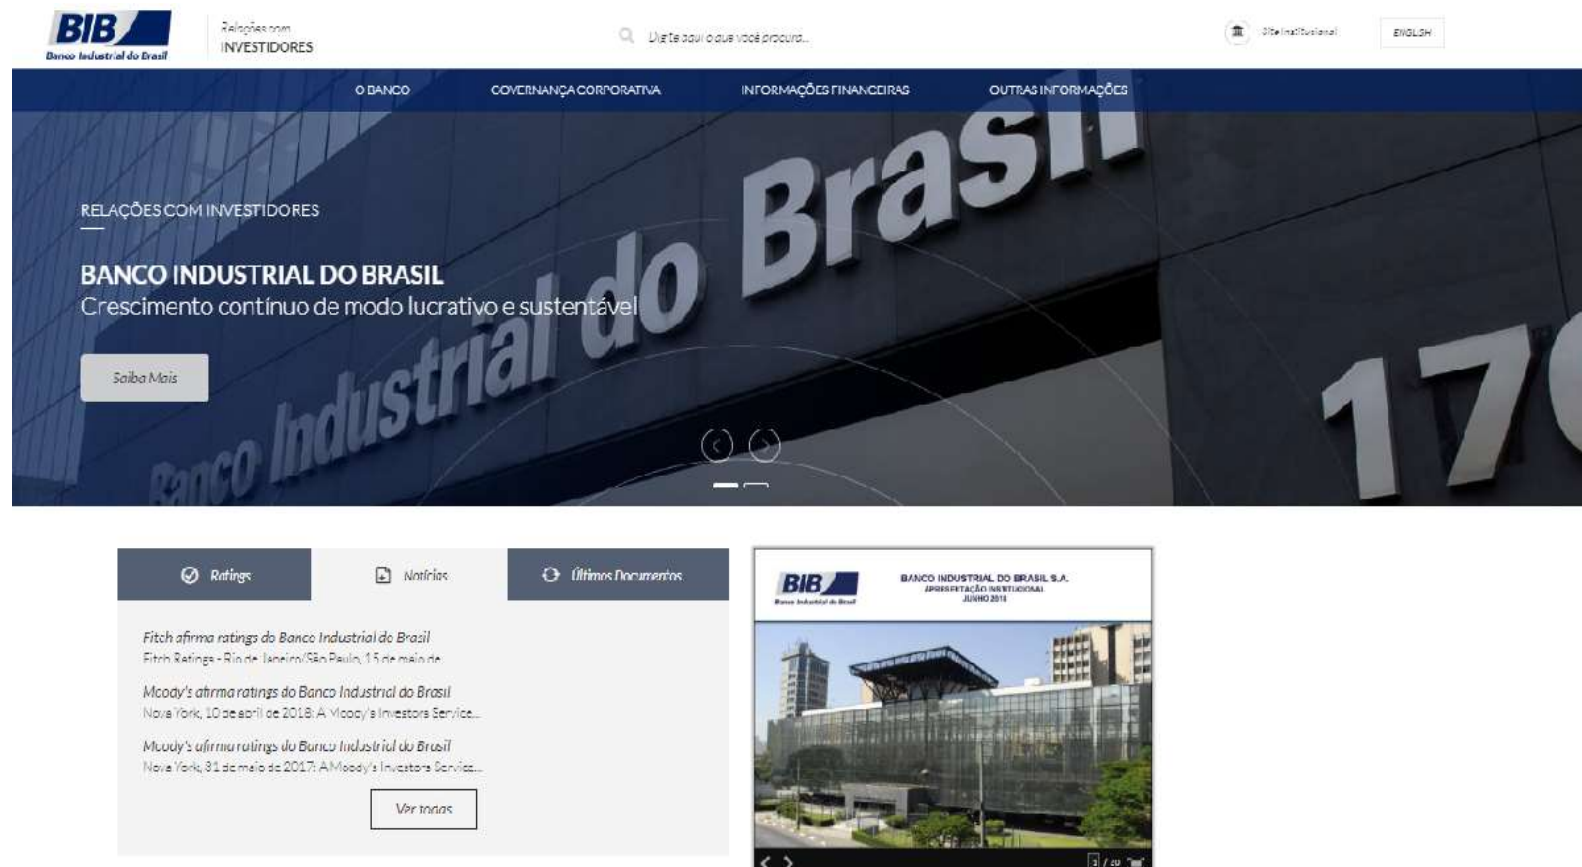 BIB
Banco Industrial do Brasil
Relações com
INVESTIDORES
Digite aqui o que você procura...
Site Institucional
ENGLISH
O BANCO
GOVERNANÇA CORPORATIVA
INFORMAÇÕES FINANCEIRAS
OUTRAS INFORMAÇÕES
Banco Industrial do Brasil
170
RELAÇÕES COM INVESTIDORES
BANCO INDUSTRIAL DO BRASIL
Crescimento contínuo de modo lucrativo e sustentável
Saiba Mais
Ratings
Notícias
Últimos Documentos
Fitch afirma ratings do Banco Industrial do Brasil
Fitch Ratings - Rio de Janeiro/São Paulo, 15 de maio de
Moody's afirma ratings do Banco Industrial do Brasil
Nova York, 10 de abril de 2018: A Moody's Investors Service...
Moody's afirma ratings do Banco Industrial do Brasil
Nova York, 31 de maio de 2017: A Moody's Investors Service...
Ver todas
BIB
Banco Industrial do Brasil
BANCO INDUSTRIAL DO BRASIL S.A.
APRESENTAÇÃO INSTITUCIONAL
JUNHO 2018
1 / 20